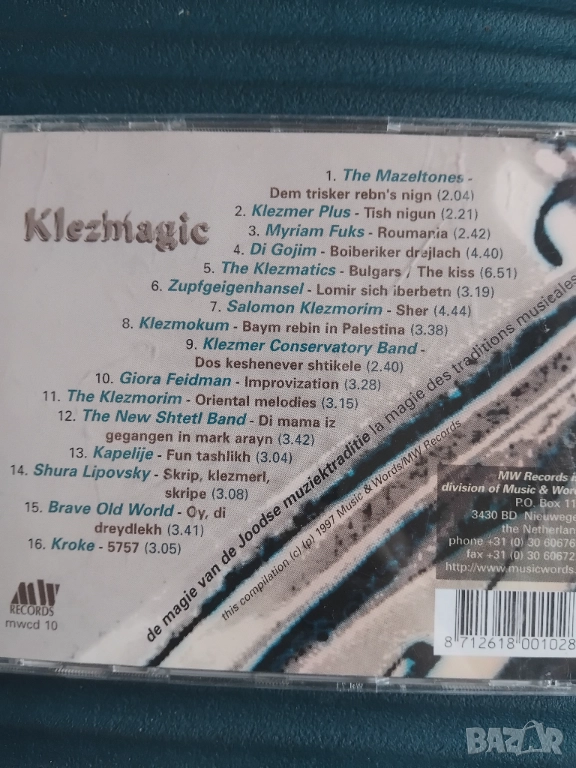 Klezmagic
1. The Mazeltones -
Dem trisker rebn's nign (2.04)
2. Klezmer Plus - Tish nigun (2.21)
3. Myriam Fuks - Roumania (2.42)
4. Di Gojim - Boiberiker drejlach (4.40)
5. The Klezmatics - Bulgars / The kiss (6.51)
6. Zupfgeigenhansel - Lomir sich iberbetn (3.19)
7. Salomon Klezmorim - Sher (4.44)
8. Klezmokum - Baym rebin in Palestina (3.38)
9. Klezmer Conservatory Band -
Dos keshenever shtikele (2.40)
10. Giora Feidman - Improvization (3.28)
11. The Klezmorim - Oriental melodies (3.15)
12. The New Shtetl Band - Di mama iz
gegangen in mark arayn (3.42)
13. Kapelije - Fun tashlikh (3.04)
14. Shura Lipovsky - Skrip, klezmerl,
skripe (3.08)
15. Brave Old World - Oy, di
dreydlekh (3.41)
16. Kroke - 5757 (3.05)
de magie van de Joodse muziektraditie la magie des traditions musicales
this compilation (c) (p) 1997 Music & Words/MW Records
MW RECORDS
mwcd 10
MW Records is
division of Music & Word
P.O. Box 11
3430 BD Nieuwege
the Netherlan
phone +31 (0) 30 60676
fax +31 (0) 30 60672
http://www.musicwords.
8 712618 001028
BAZAR